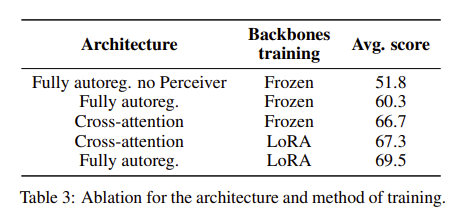 Architecture Backbones training Avg. score
Fully autoreg. no Perceiver Frozen 51.8
Fully autoreg. Frozen 60.3
Cross-attention Frozen 66.7
Cross-attention LoRA 67.3
Fully autoreg. LoRA 69.5
Table 3: Ablation for the architecture and method of training.